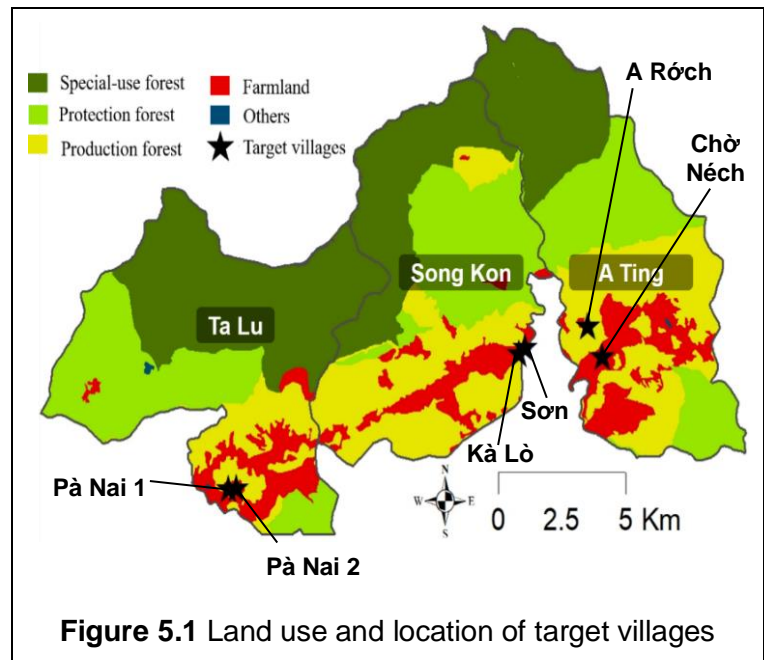 Special-use forest
Protection forest
Production forest
Farmland
Others
Target villages
A Rớch
Chờ
Néch
Song Kon
A Ting
Ta Lu
Sơn
Kà Lò
Pà Nai 1
Pà Nai 2
N
W
E
S
0 2.5 5 Km
Figure 5.1 Land use and location of target villages